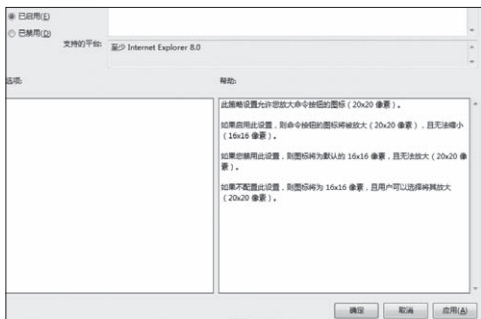 已启用(E)
已禁用(D)
支持的平台:
至少 Internet Explorer 8.0
选项:
帮助:
此策略设置允许您放大命令按钮的图标(20x20 像素)。
如果启用此设置，则命令按钮的图标将被放大(20x20 像素)，且无法缩小
(16x16 像素)。
如果您禁用此设置，则图标将为默认的 16x16 像素，且无法放大(20x20 像
素)。
如果不配置此设置，则图标将为 16x16 像素，且用户可以选择将其放大
(20x20 像素)。
确定
取消
应用(A)